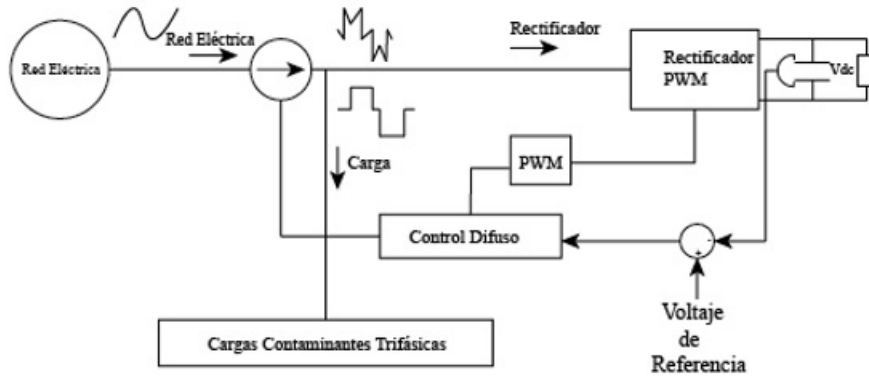 Red Eléctrica
Red Eléctrica
Rectificador
Rectificador
PWM
Vdc
Carga
PWM
Control Difuso
-
+
Voltaje
de
Referencia
Cargas Contaminantes Trifásicas